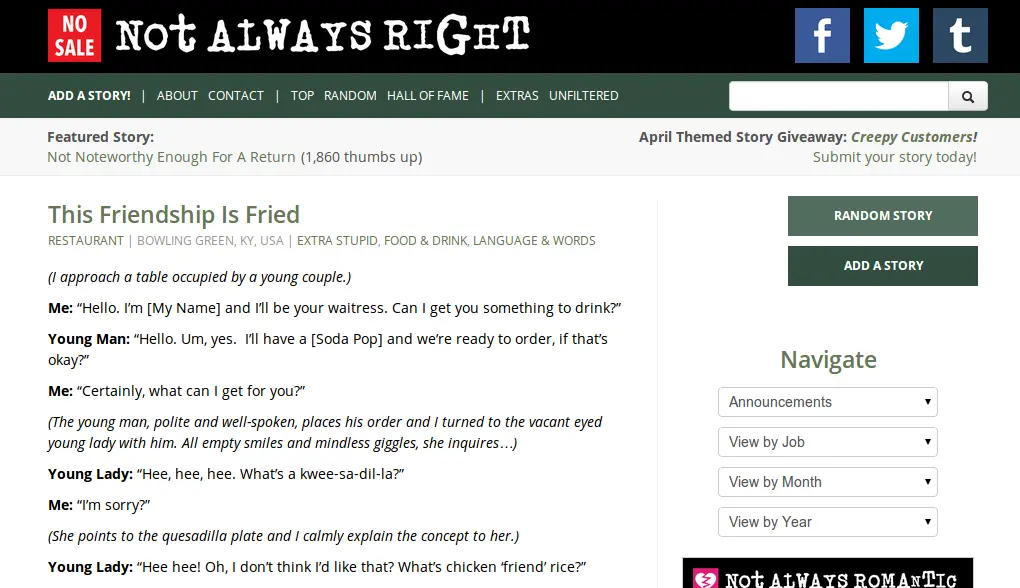 NO
SALE
Not ALWAYS RIGHT
f
t
ADD A STORY! | ABOUT CONTACT | TOP RANDOM HALL OF FAME | EXTRAS UNFILTERED
Featured Story:
Not Noteworthy Enough For A Return (1,860 thumbs up)
April Themed Story Giveaway: Creepy Customers!
Submit your story today!
This Friendship Is Fried
RESTAURANT | BOWLING GREEN, KY, USA | EXTRA STUPID, FOOD & DRINK, LANGUAGE & WORDS
(I approach a table occupied by a young couple.)
Me: “Hello. I’m [My Name] and I’ll be your waitress. Can I get you something to drink?”
Young Man: “Hello. Um, yes.  I’ll have a [Soda Pop] and we’re ready to order, if that’s
okay?”
Me: “Certainly, what can I get for you?”
(The young man, polite and well-spoken, places his order and I turned to the vacant eyed
young lady with him. All empty smiles and mindless giggles, she inquires…)
Young Lady: “Hee, hee, hee. What’s a kwee-sa-dil-la?”
Me: “I’m sorry?”
(She points to the quesadilla plate and I calmly explain the concept to her.)
Young Lady: “Hee hee! Oh, I don’t think I’d like that? What’s chicken ‘friend’ rice?”
RANDOM STORY
ADD A STORY
Navigate
Announcements
View by Job
View by Month
View by Year
Not ALWAYS ROMANTIC